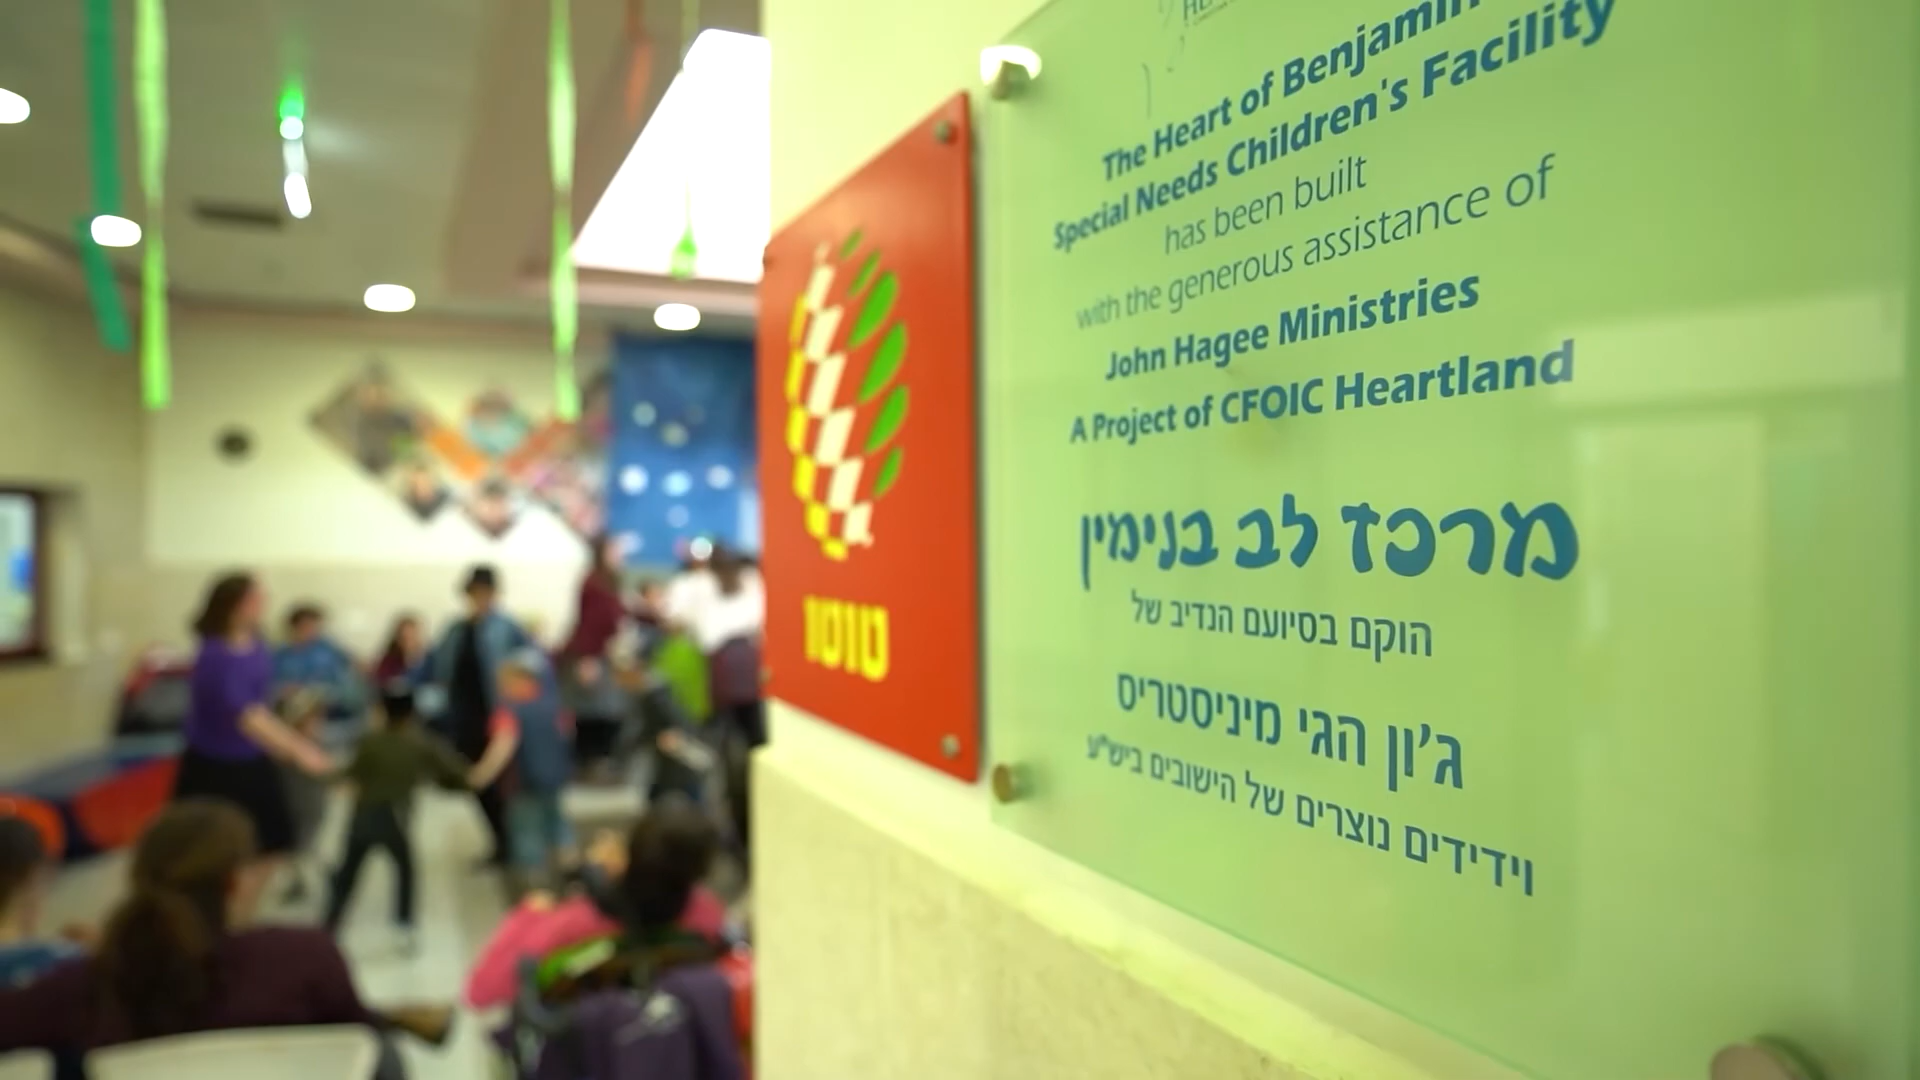 The Heart of Benjamin
Special Needs Children's Facility
has been built
with the generous assistance of
John Hagee Ministries
A Project of CFOIC Heartland
מרכז לב בנימין
הוקם בסיועם הנדיב של
ג'ון הגי מיניסטריס
וידידים נוצרים של הישובים ביש"ע
טוטו